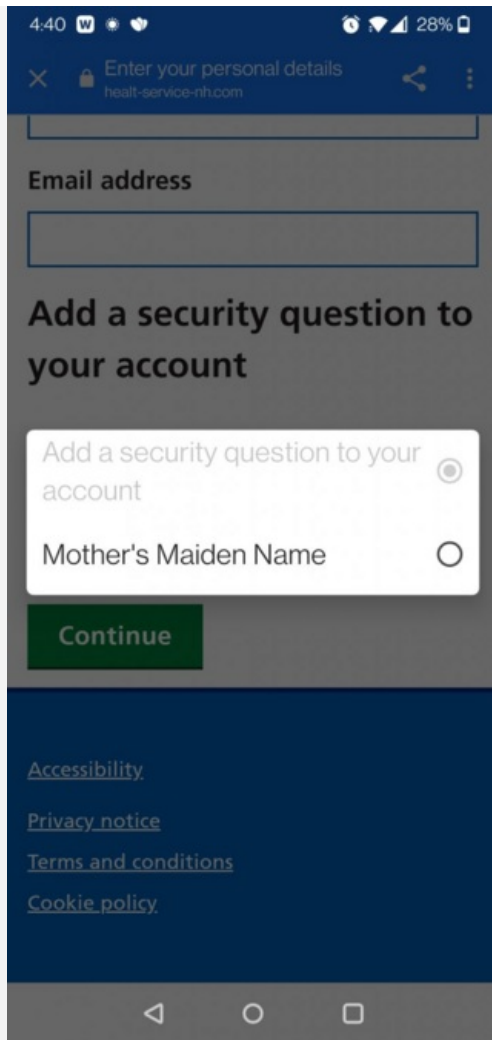 4:40 W 28%
Enter your personal details
healt-service-nh.com
Email address
Add a security question to
your account
Add a security question to your
account
Mother's Maiden Name
Continue
Accessibility
Privacy notice
Terms and conditions
Cookie policy